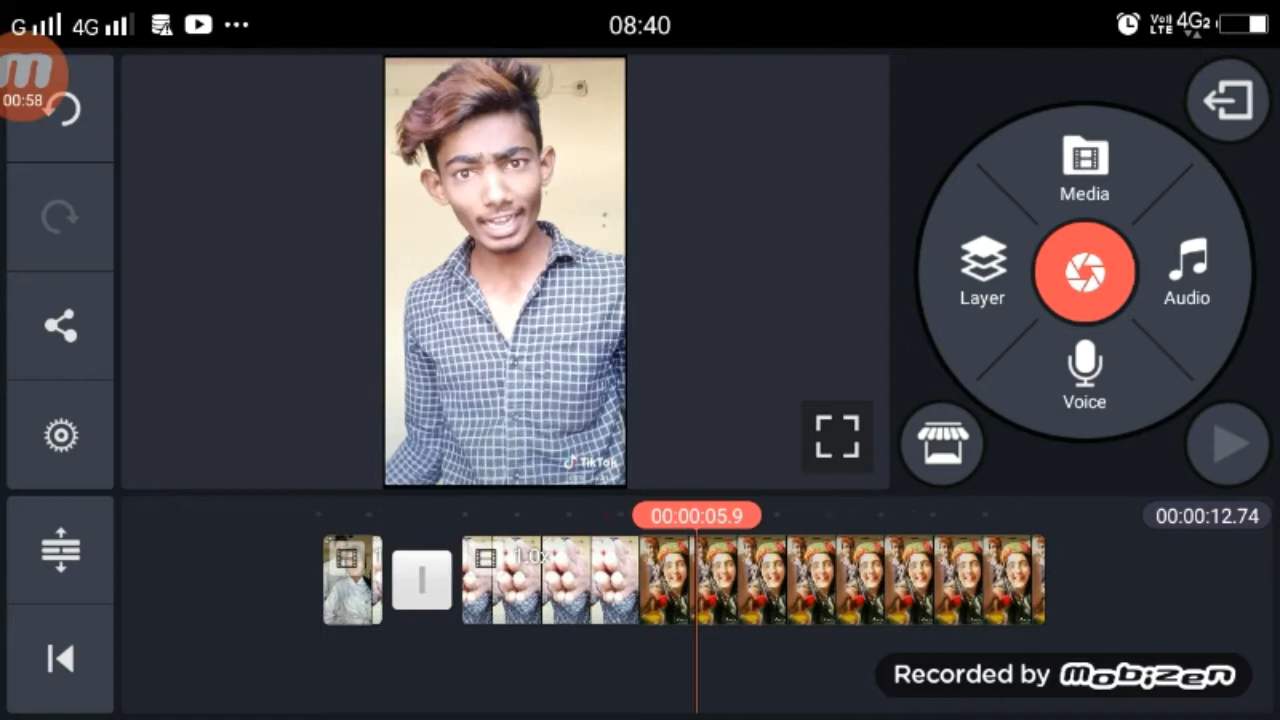 G 4G 08:40 VoII LTE 4G2
m
00:58
Media
Layer
Audio
Voice
TikTok
00:00:05.9
00:00:12.74
1.0x
Recorded by mobizen